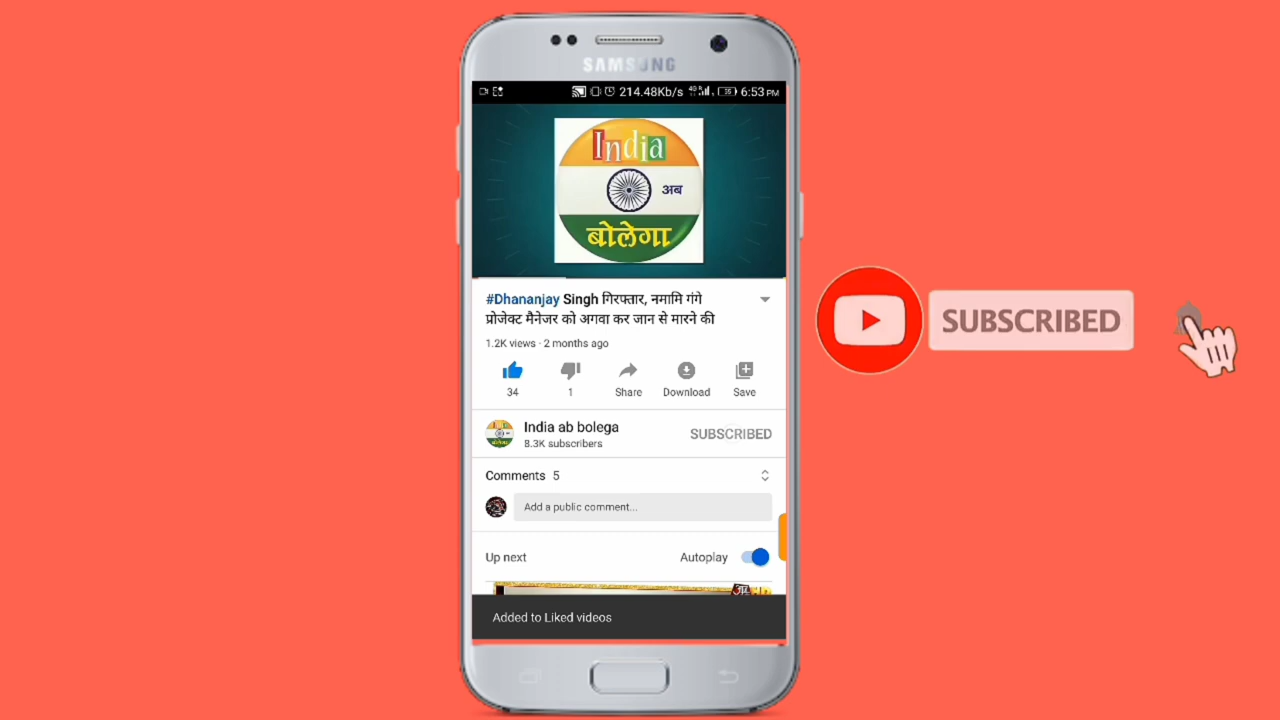 SAMSUNG
214.48Kb/s 4G 6:53 PM
India
अब
बोलेगा
#Dhananjay Singh गिरफ्तार, नमामि गंगे
प्रोजेक्ट मैनेजर को अगवा कर जान से मारने की
1.2K views · 2 months ago
34 1 Share Download Save
India ab bolega
8.3K subscribers
SUBSCRIBED
Comments 5
Add a public comment...
Up next Autoplay
Added to Liked videos
SUBSCRIBED